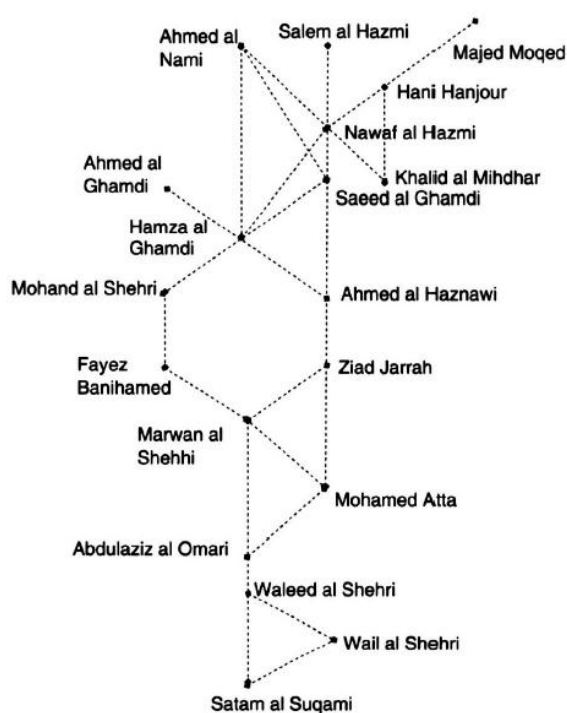 Ahmed al
Nami
Salem al Hazmi
Majed Moqed
Hani Hanjour
Nawaf al Hazmi
Ahmed al
Ghamdi
Khalid al Mihdhar
Saeed al Ghamdi
Hamza al
Ghamdi
Mohand al Shehri
Ahmed al Haznawi
Fayez
Banihamed
Ziad Jarrah
Marwan al
Shehhi
Mohamed Atta
Abdulaziz al Omari
Waleed al Shehri
Wail al Shehri
Satam al Suqami